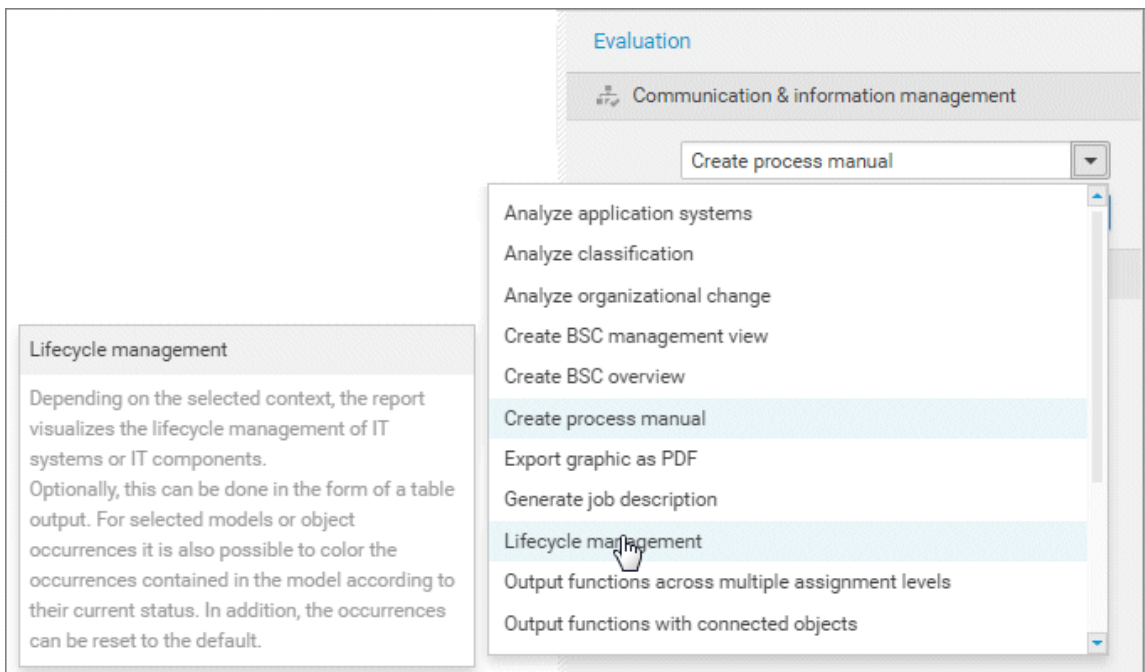 Evaluation
Communication & information management
Create process manual
Analyze application systems
Analyze classification
Analyze organizational change
Create BSC management view
Create BSC overview
Create process manual
Export graphic as PDF
Generate job description
Lifecycle management
Output functions across multiple assignment levels
Output functions with connected objects
Lifecycle management
Depending on the selected context, the report
visualizes the lifecycle management of IT
systems or IT components.
Optionally, this can be done in the form of a table
output. For selected models or object
occurrences it is also possible to color the
occurrences contained in the model according to
their current status. In addition, the occurrences
can be reset to the default.